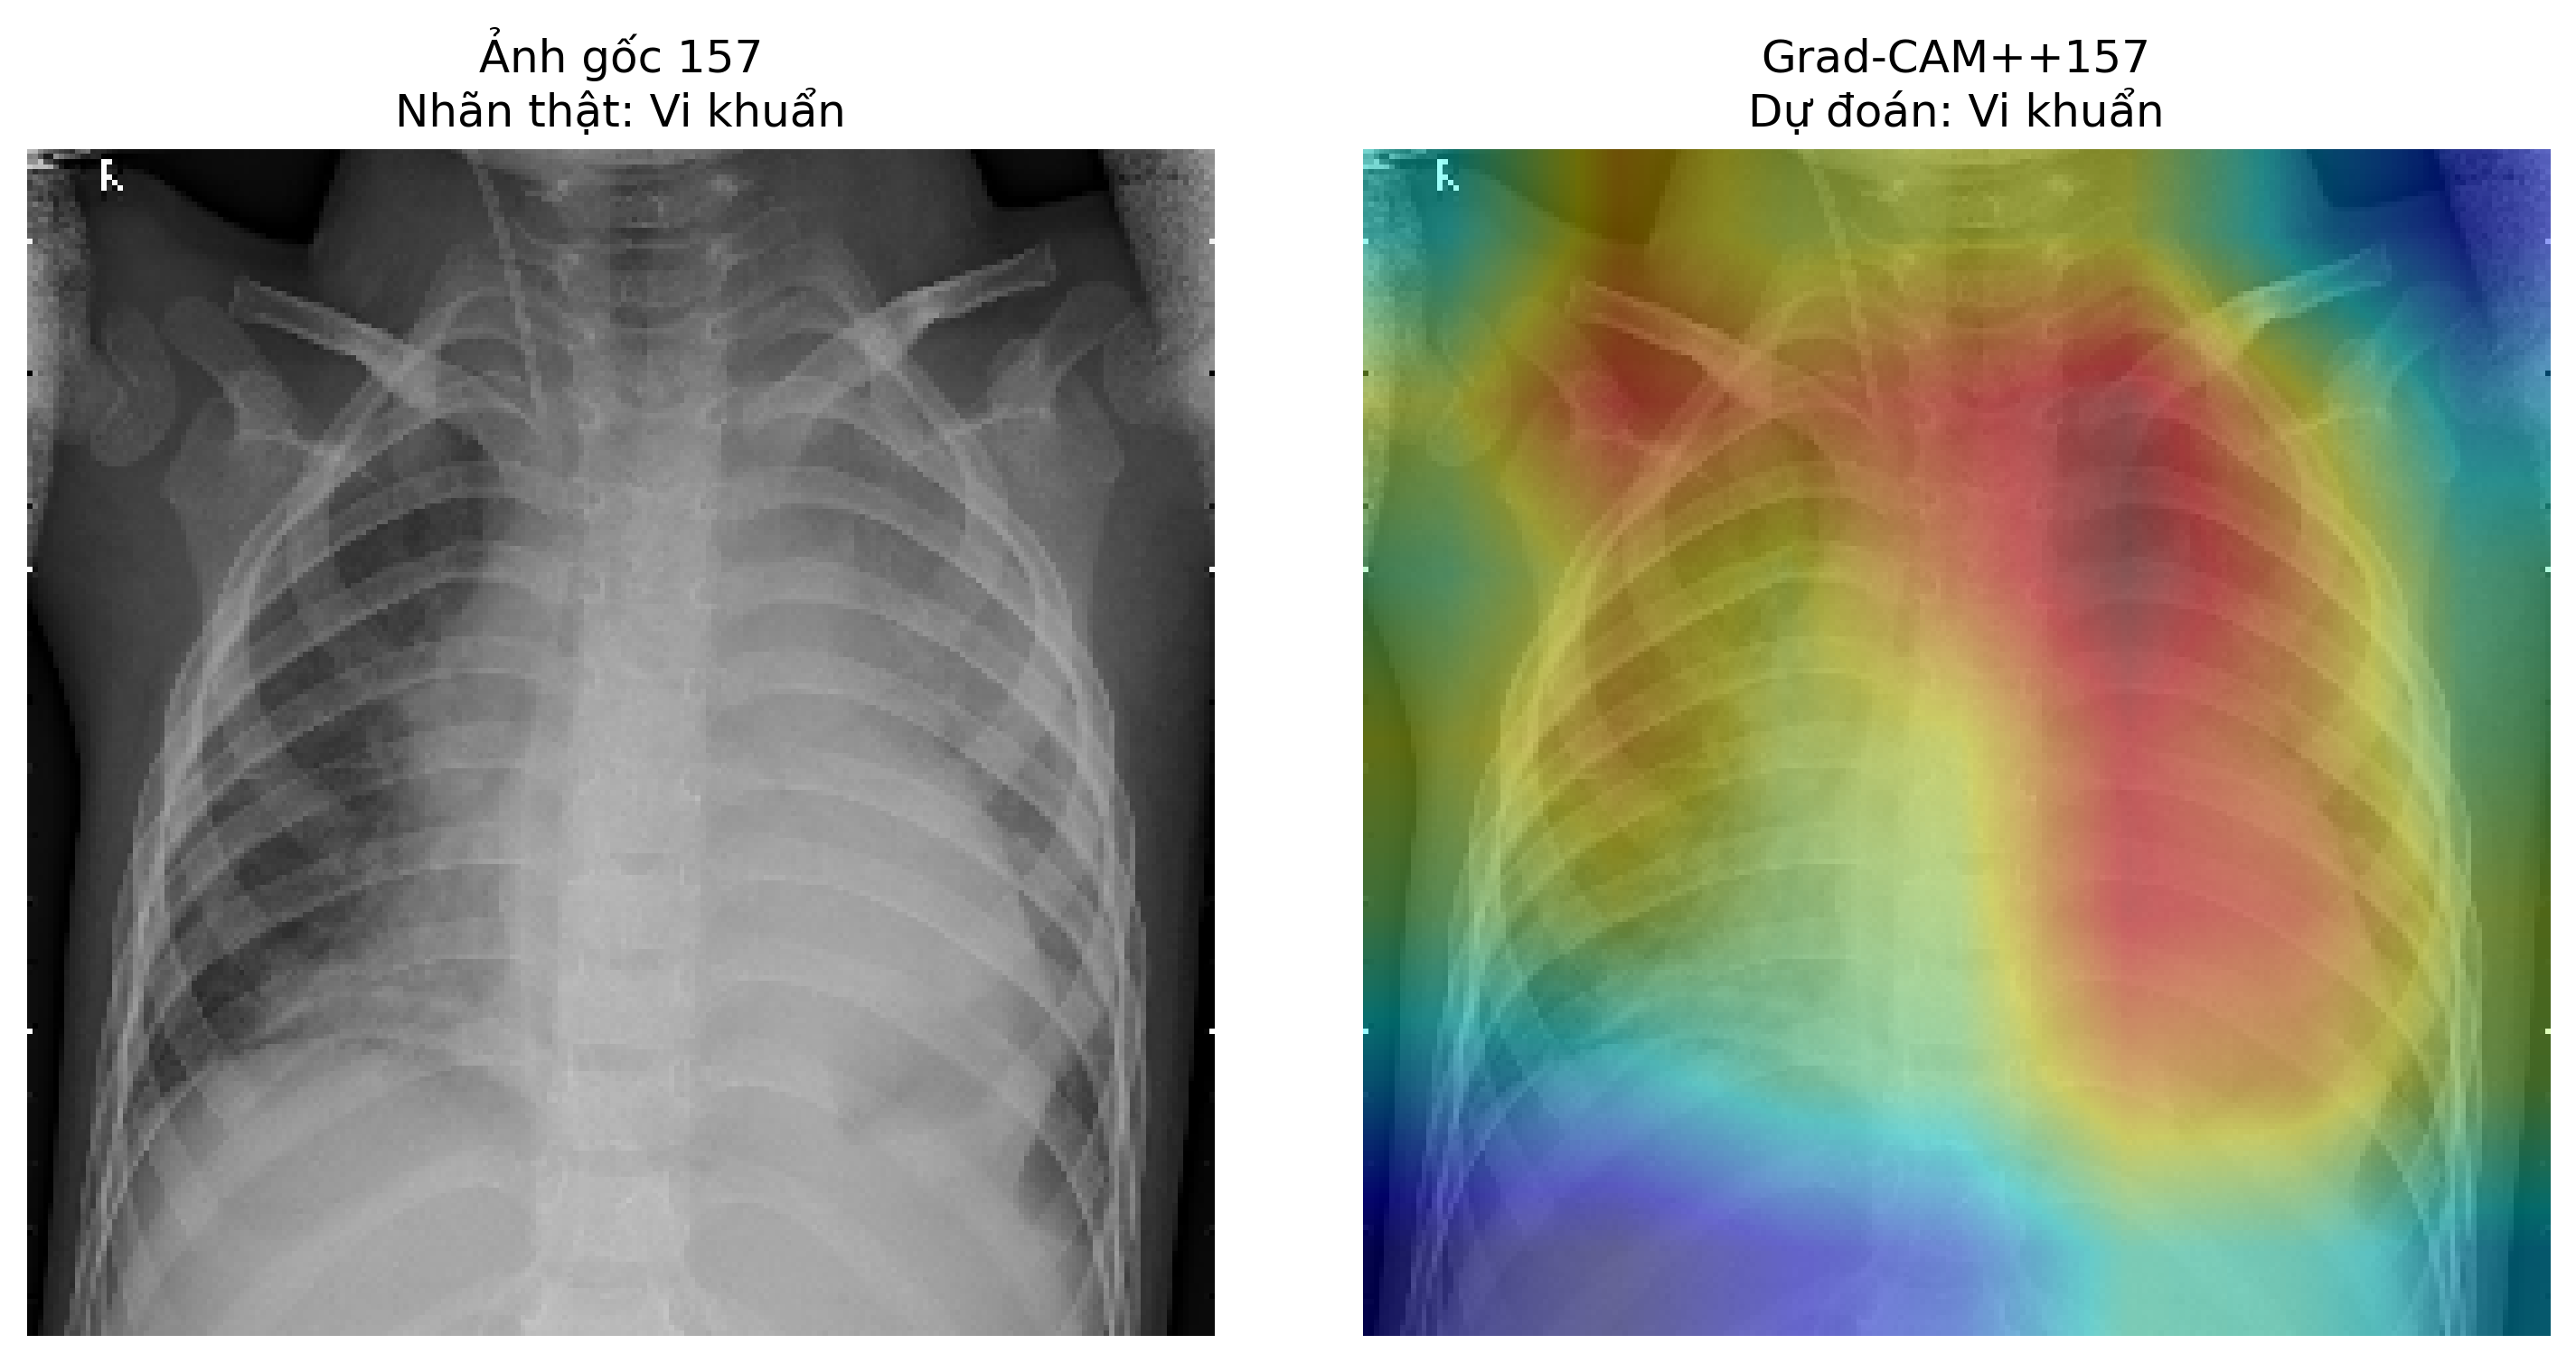 Ảnh gốc 157
Nhãn thật: Vi khuẩn
Grad-CAM++157
Dự đoán: Vi khuẩn
R
R